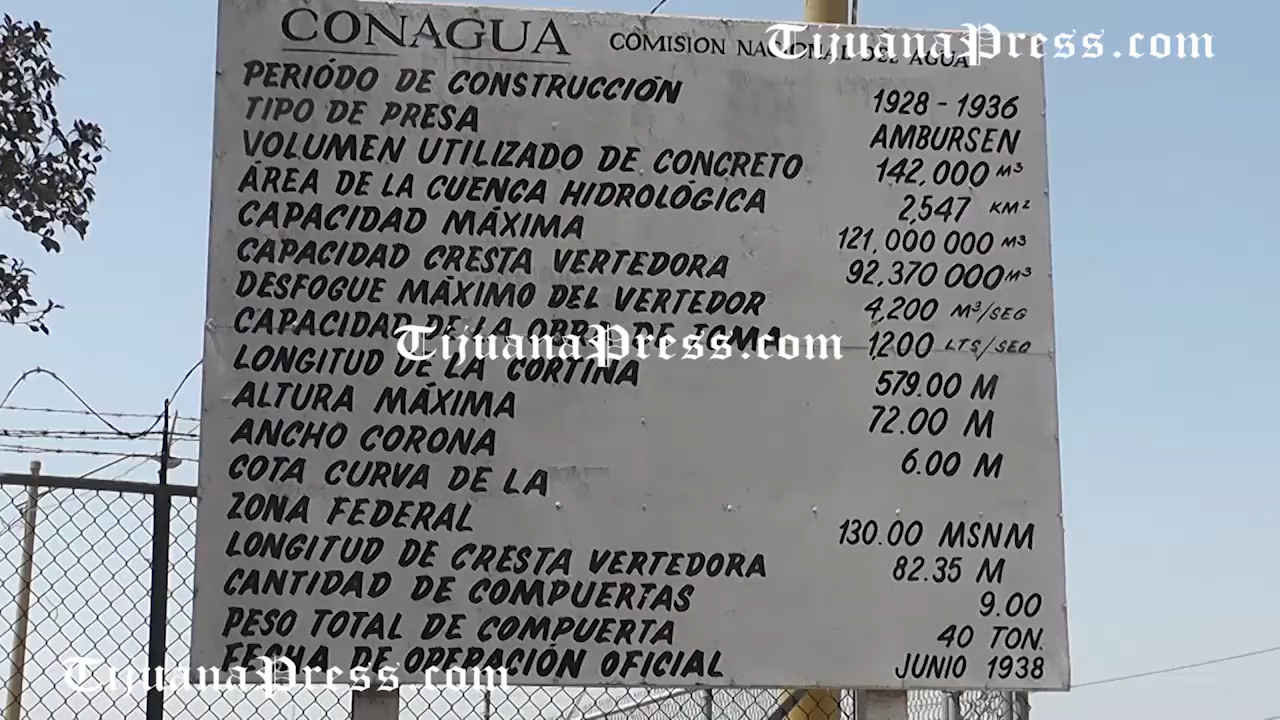 CONAGUA COMISION NACIONAL DEL AGUA
TijuanaPress.com
PERIÓDO DE CONSTRUCCIÓN 1928 - 1936
TIPO DE PRESA AMBURSEN
VOLUMEN UTILIZADO DE CONCRETO 142,000 M³
ÁREA DE LA CUENCA HIDROLÓGICA 2,547 KM²
CAPACIDAD MÁXIMA 121,000 000 M³
CAPACIDAD CRESTA VERTEDORA 92,370 000 M³
DESFOGUE MÁXIMO DEL VERTEDOR 4,200 M³/SEG
CAPACIDAD DE LA OBRA DE TOMA 1200 LTS/SEG
TijuanaPress.com
LONGITUD DE LA CORTINA 579.00 M
ALTURA MÁXIMA 72.00 M
ANCHO CORONA 6.00 M
COTA CURVA DE LA
ZONA FEDERAL 130.00 MSNM
LONGITUD DE CRESTA VERTEDORA 82.35 M
CANTIDAD DE COMPUERTAS 9.00
PESO TOTAL DE COMPUERTA 40 TON.
FECHA DE OPERACIÓN OFICIAL JUNIO 1938
TijuanaPress.com